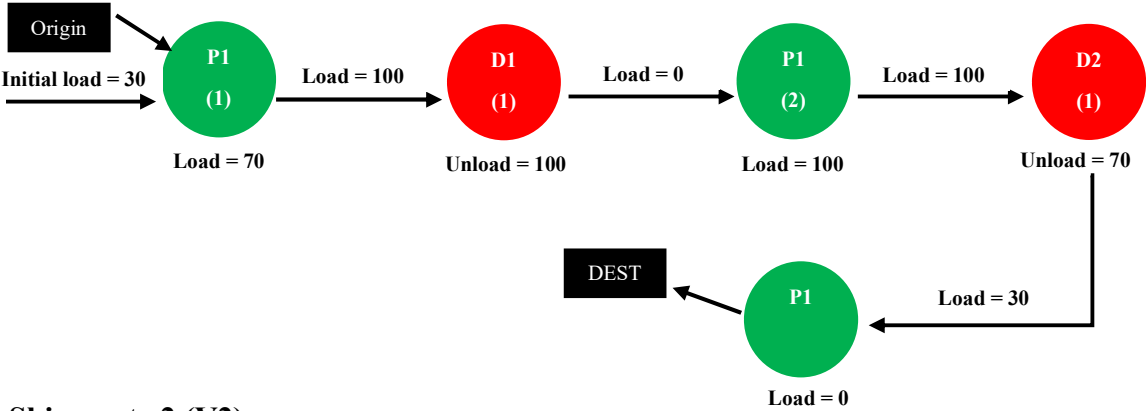 Origin
Initial load = 30
P1
(1)
Load = 70
Load = 100
D1
(1)
Unload = 100
Load = 0
P1
(2)
Load = 100
Load = 100
D2
(1)
Unload = 70
Load = 30
P1
Load = 0
DEST